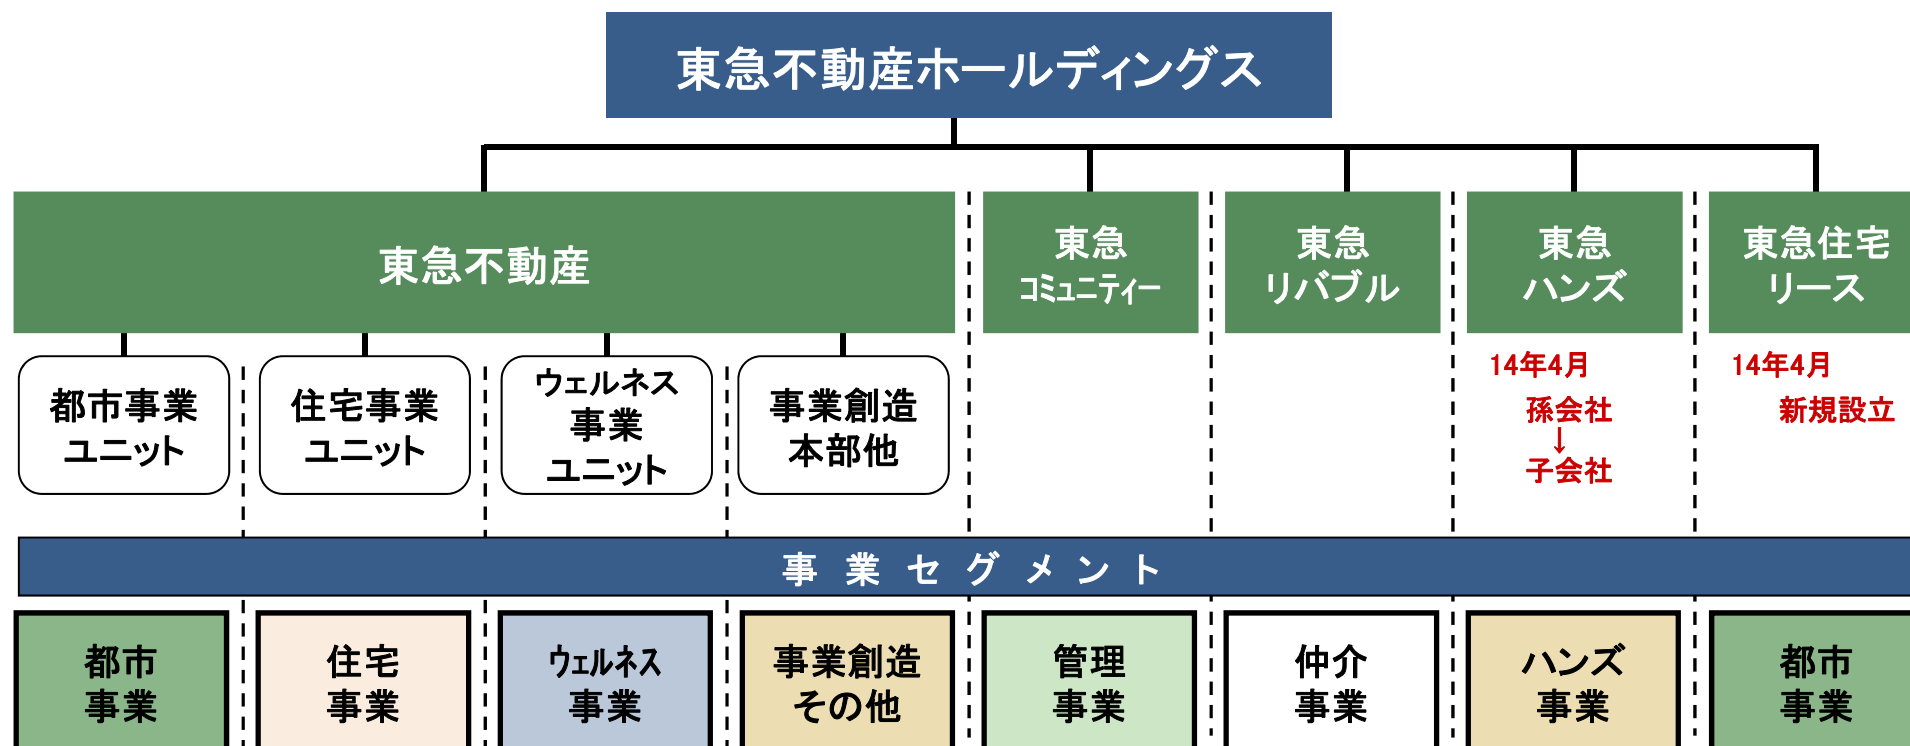 東急不動産ホールディングス
東急不動産
東急
コミュニティー
東急
リバブル
東急
ハンズ
東急住宅
リース
都市事業
ユニット
住宅事業
ユニット
ウェルネス
事業
ユニット
事業創造
本部他
14年4月
孫会社
↓
子会社
14年4月
新規設立
事業セグメント
都市
事業
住宅
事業
ウェルネス
事業
事業創造
その他
管理
事業
仲介
事業
ハンズ
事業
都市
事業